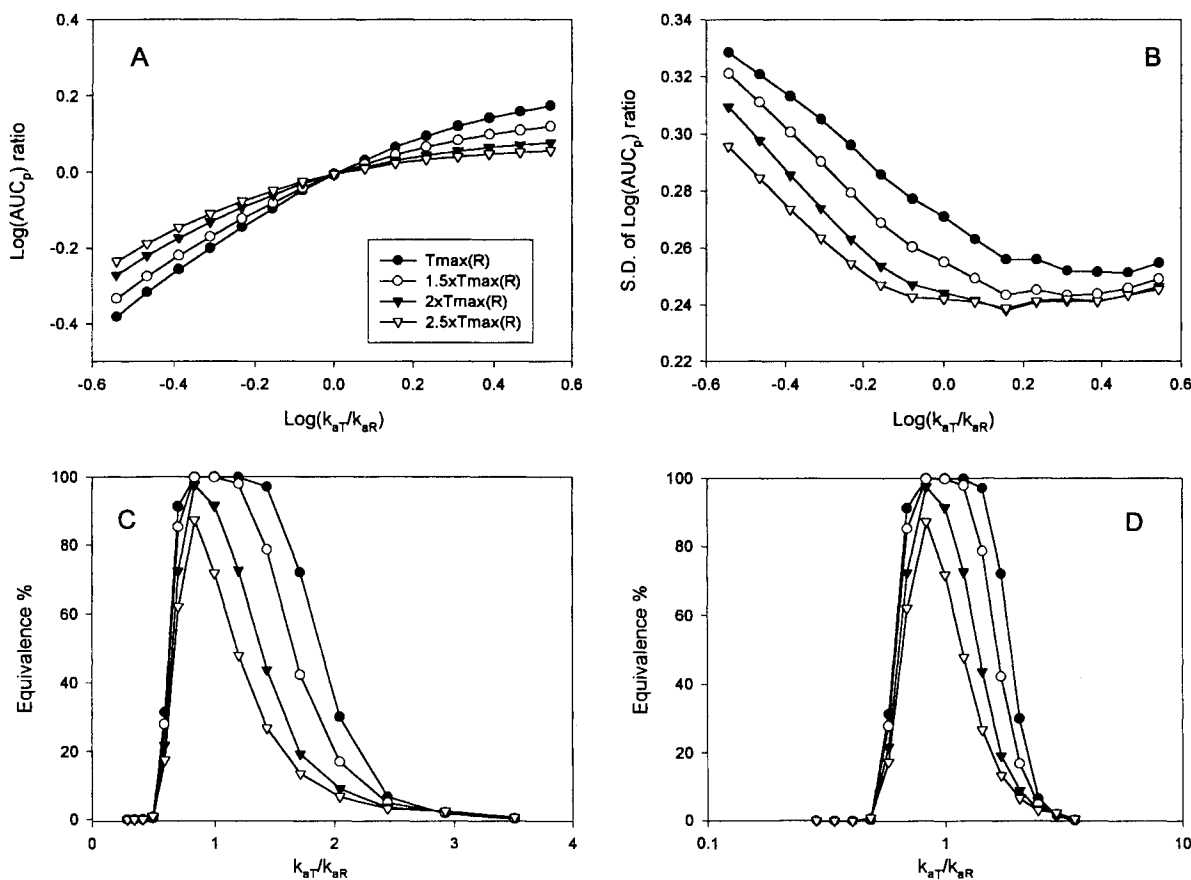 A
Log(AUCp) ratio
0.4
0.2
0.0
-0.2
-0.4
-0.6 -0.4 -0.2 0.0 0.2 0.4 0.6
Log(kaT/kaR)
Tmax(R)
1.5xTmax(R)
2xTmax(R)
2.5xTmax(R)
B
S.D. of Log(AUCp) ratio
0.34
0.32
0.30
0.28
0.26
0.24
0.22
-0.6 -0.4 -0.2 0.0 0.2 0.4 0.6
Log(kaT/kaR)
C
Equivalence %
100
80
60
40
20
0
0 1 2 3 4
kaT/kaR
D
Equivalence %
100
80
60
40
20
0
0.1 1 10
kaT/kaR